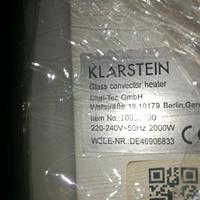 KLARSTEIN
Glass convector heater
Chal-Tec GmbH
Wallstraße 16, 10179 Berlin, Ger
Item No.
220-240V~50Hz 2000W
WEEE-NR.:DE46906833